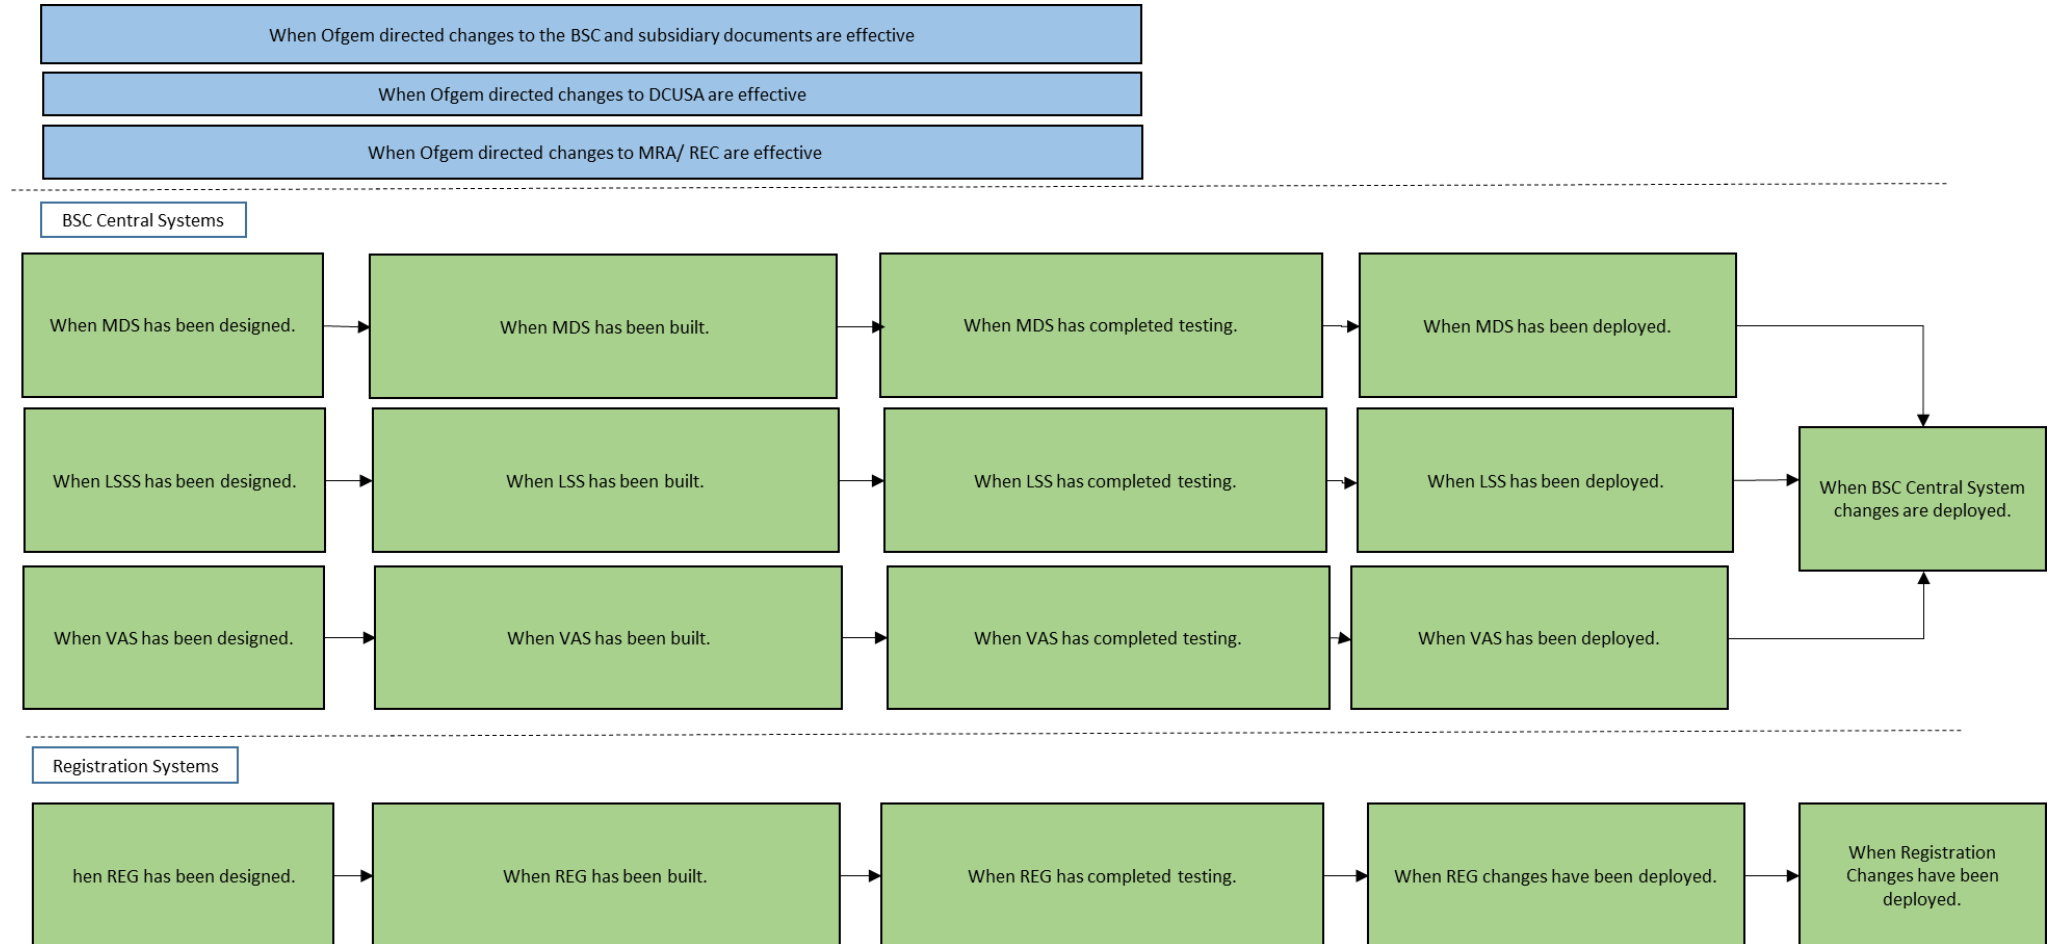 When Ofgem directed changes to the BSC and subsidiary documents are effective
When Ofgem directed changes to DCUSA are effective
When Ofgem directed changes to MRA/ REC are effective
BSC Central Systems
When MDS has been designed.
When MDS has been built.
When MDS has completed testing.
When MDS has been deployed.
When LSSS has been designed.
When LSS has been built.
When LSS has completed testing.
When LSS has been deployed.
When BSC Central System
changes are deployed.
When VAS has been designed.
When VAS has been built.
When VAS has completed testing.
When VAS has been deployed.
Registration Systems
hen REG has been designed.
When REG has been built.
When REG has completed testing.
When REG changes have been deployed.
When Registration
Changes have been
deployed.